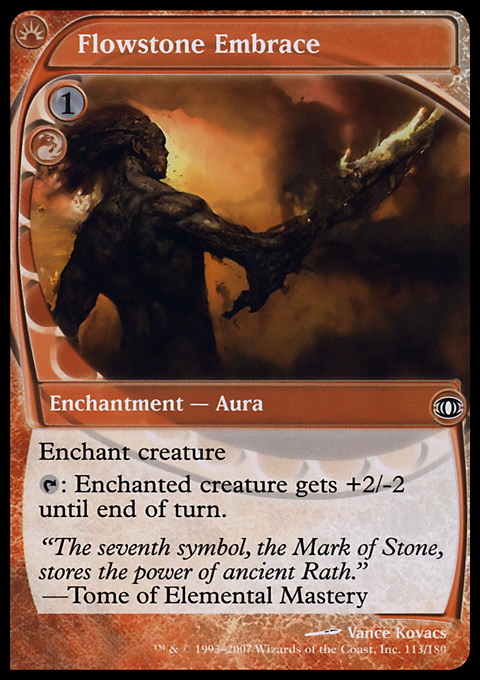 Flowstone Embrace
1
Enchantment — Aura
Enchant creature
: Enchanted creature gets +2/-2
until end of turn.
“The seventh symbol, the Mark of Stone,
stores the power of ancient Rath.”
—Tome of Elemental Mastery
Vance Kovacs
™ & © 1993–2007 Wizards of the Coast, Inc. 113/180